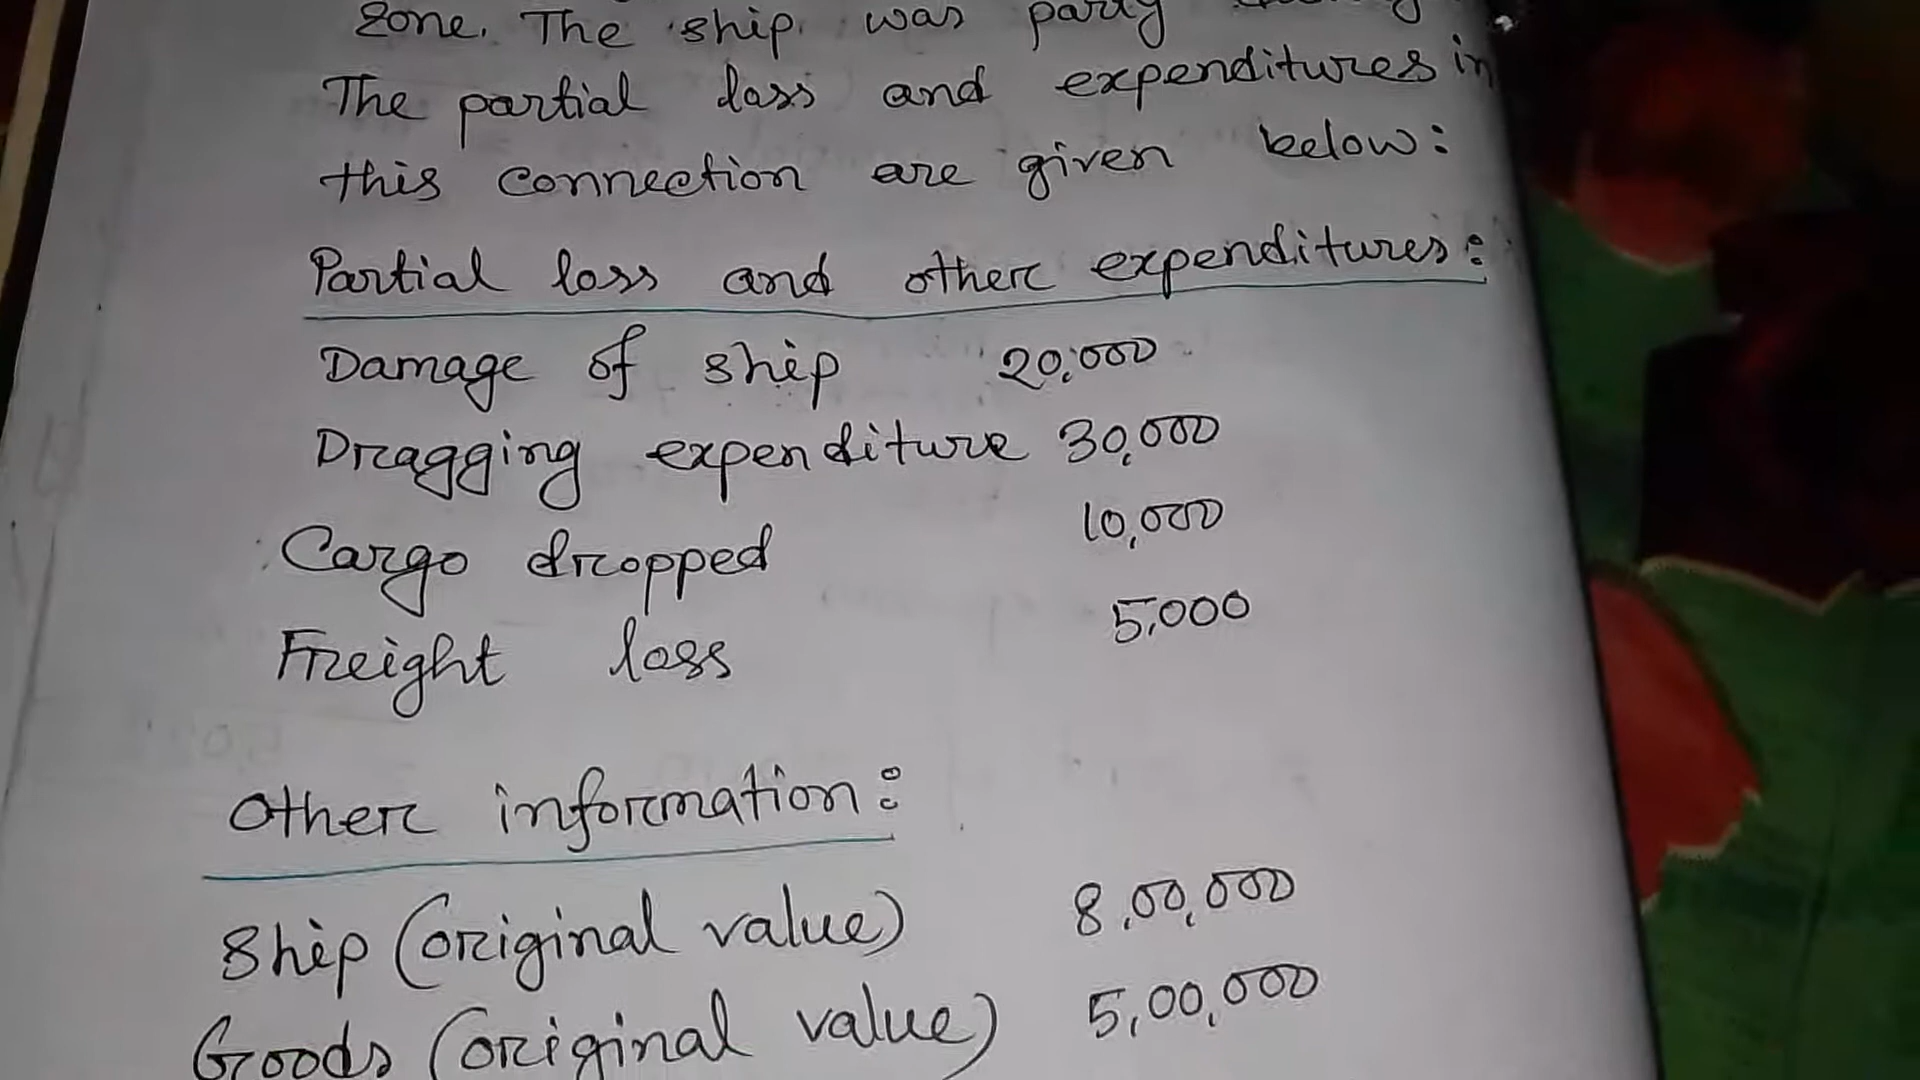 zone. The ship was party
The partial loss and expenditures in
this connection are given below:
Partial loss and other expenditures:
Damage of ship 20,000
Dragging expenditure 30,000
Cargo dropped 10,000
Freight loss 5,000
Other information:
Ship (original value) 8,00,000
Goods (original value) 5,00,000